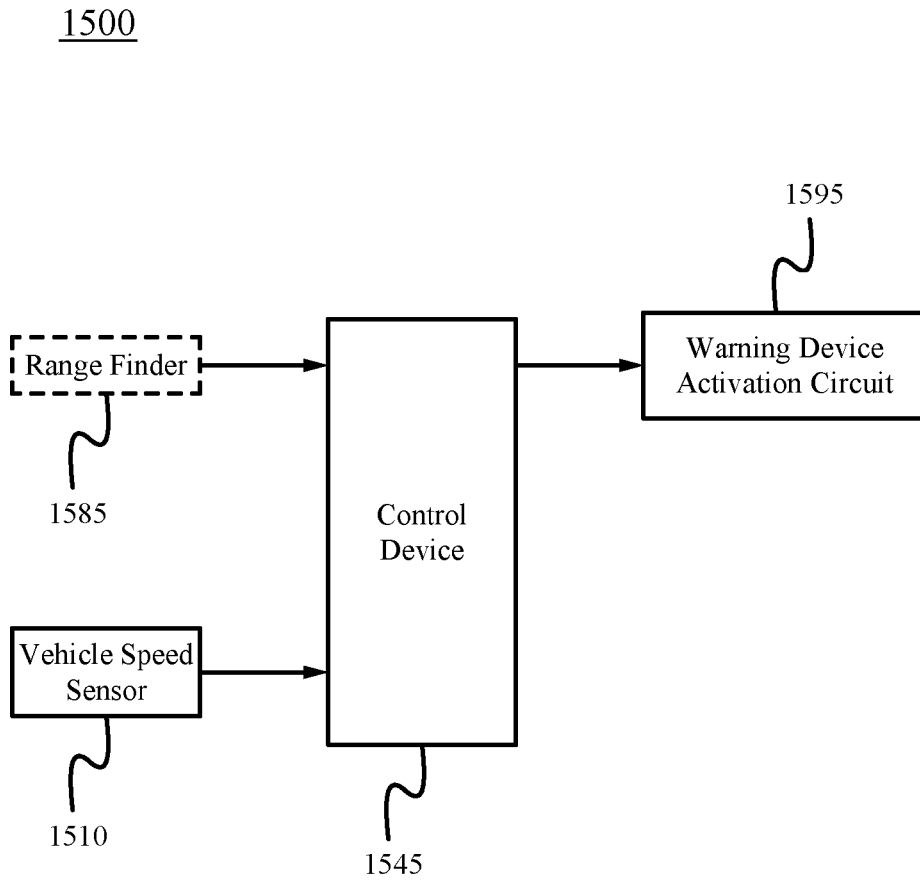 1500
1595
Range Finder
Warning Device
Activation Circuit
1585
Control
Device
Vehicle Speed
Sensor
1510
1545